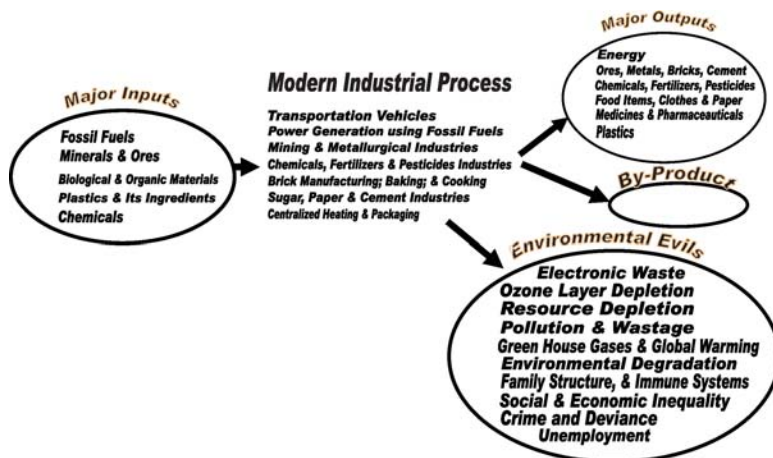 Major Inputs
Fossil Fuels
Minerals & Ores
Biological & Organic Materials
Plastics & Its Ingredients
Chemicals
Modern Industrial Process
Transportation Vehicles
Power Generation using Fossil Fuels
Mining & Metallurgical Industries
Chemicals, Fertilizers & Pesticides Industries
Brick Manufacturing; Baking; & Cooking
Sugar, Paper & Cement Industries
Centralized Heating & Packaging
Major Outputs
Energy
Ores, Metals, Bricks, Cement
Chemicals, Fertilizers, Pesticides
Food Items, Clothes & Paper
Medicines & Pharmaceuticals
Plastics
By-Product
Environmental Evils
Electronic Waste
Ozone Layer Depletion
Resource Depletion
Pollution & Wastage
Green House Gases & Global Warming
Environmental Degradation
Family Structure, & Immune Systems
Social & Economic Inequality
Crime and Deviance
Unemployment